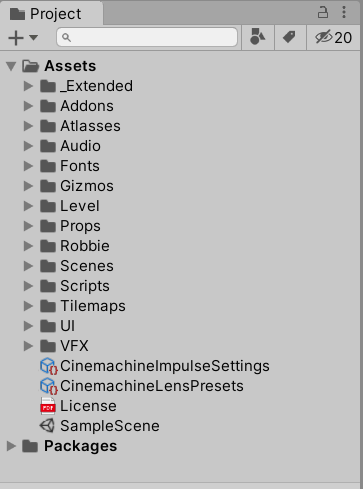 Project
20
Assets
_Extended
Addons
Atlasses
Audio
Fonts
Gizmos
Level
Props
Robbie
Scenes
Scripts
Tilemaps
UI
VFX
CinemachineImpulseSettings
CinemachineLensPresets
PDF License
SampleScene
Packages